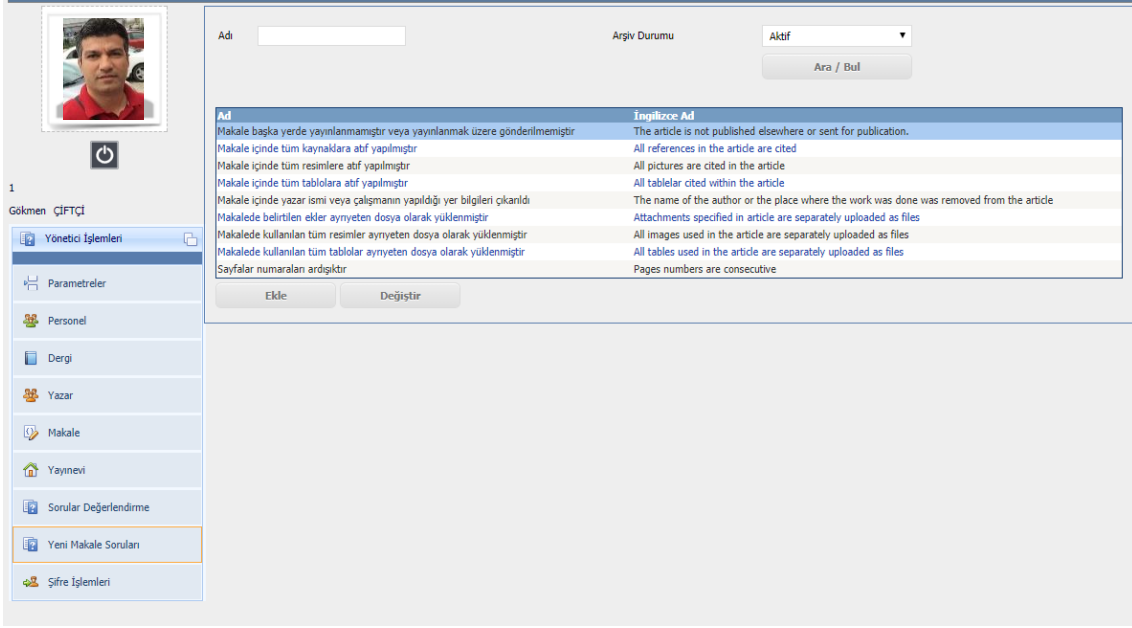 Adı
Arşiv Durumu
Aktif
Ara / Bul
1
Gökmen ÇİFTÇİ
Yönetici İşlemleri
Parametreler
Personel
Dergi
Yazar
Makale
Yayınevi
Sorular Değerlendirme
Yeni Makale Soruları
Şifre İşlemleri
Ad İngilizce Ad
Makale başka yerde yayınlanmamıştır veya yayınlanmak üzere gönderilmemiştir The article is not published elsewhere or sent for publication.
Makale içinde tüm kaynaklara atıf yapılmıştır All references in the article are cited
Makale içinde tüm resimlere atıf yapılmıştır All pictures are cited in the article
Makale içinde tüm tablolara atıf yapılmıştır All tablelar cited within the article
Makale içinde yazar ismi veya çalışmanın yapıldığı yer bilgileri çıkarıldı The name of the author or the place where the work was done was removed from the article
Makalede belirtilen ekler ayrıyeten dosya olarak yüklenmiştir Attachments specified in article are separately uploaded as files
Makalede kullanılan tüm resimler ayrıyeten dosya olarak yüklenmiştir All images used in the article are separately uploaded as files
Makalede kullanılan tüm tablolar ayrıyeten dosya olarak yüklenmiştir All tables used in the article are separately uploaded as files
Sayfalar numaraları ardışıktır Pages numbers are consecutive
Ekle Değiştir